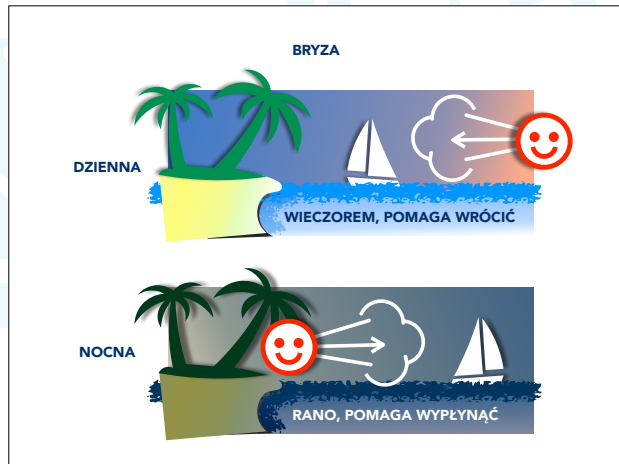 BRYZA
DZIENNA
WIECZOREM, POMAGA WRÓCIĆ
NOCNA
RANO, POMAGA WYPŁYNĄĆ